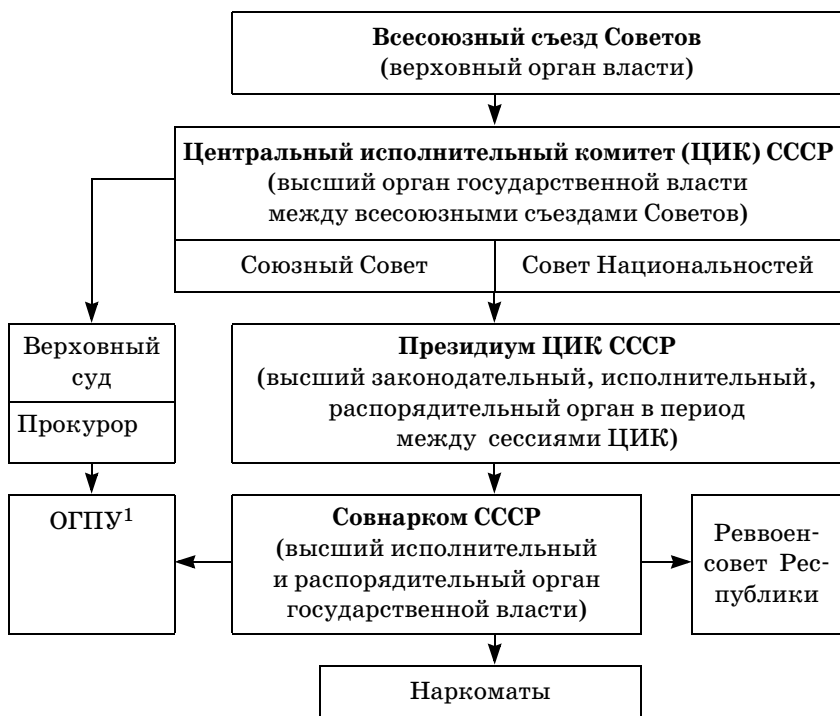 Всесоюзный съезд Советов
(верховный орган власти)
Центральный исполнительный комитет (ЦИК) СССР
(высший орган государственной власти
между всесоюзными съездами Советов)
Союзный Совет
Совет Национальностей
Верховный
суд
Прокурор
Президиум ЦИК СССР
(высший законодательный, исполнительный,
распорядительный орган в период
между сессиями ЦИК)
ОГПУ¹
Совнарком СССР
(высший исполнительный
и распорядительный орган
государственной власти)
Реввоен-
совет Рес-
публики
Наркоматы